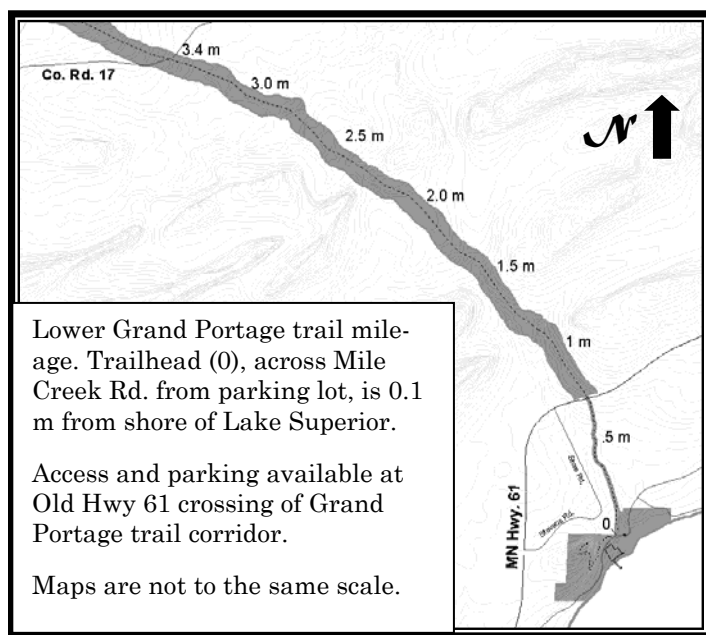 3.4 m
Co. Rd. 17
3.0 m
N
2.5 m
2.0 m
1.5 m
Lower Grand Portage trail mile-
age. Trailhead (0), across Mile
Creek Rd. from parking lot, is 0.1
m from shore of Lake Superior.
Access and parking available at
Old Hwy 61 crossing of Grand
Portage trail corridor.
Maps are not to the same scale.
1 m
.5 m
MN Hwy. 61
Stevens Rd.
0